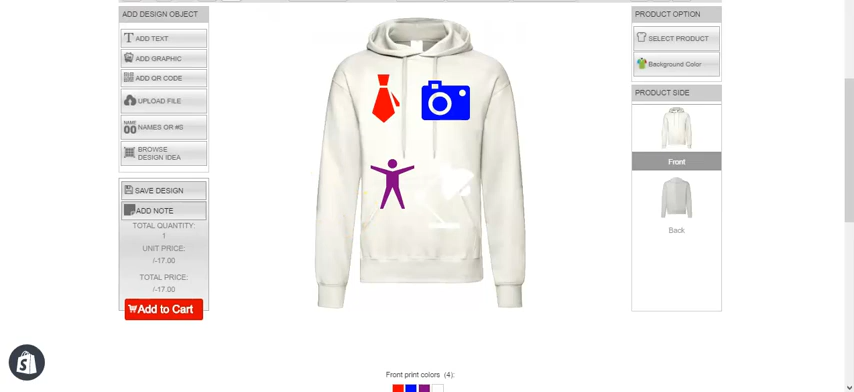 ADD DESIGN OBJECT
ADD TEXT
ADD GRAPHIC
ADD QR CODE
UPLOAD FILE
NAME
00
NAMES OR #S
BROWSE
DESIGN IDEA
SAVE DESIGN
ADD NOTE
TOTAL QUANTITY:
1
UNIT PRICE:
/-17.00
TOTAL PRICE:
/-17.00
Add to Cart
Front print colors (4):
PRODUCT OPTION
SELECT PRODUCT
Background Color
PRODUCT SIDE
Front
Back